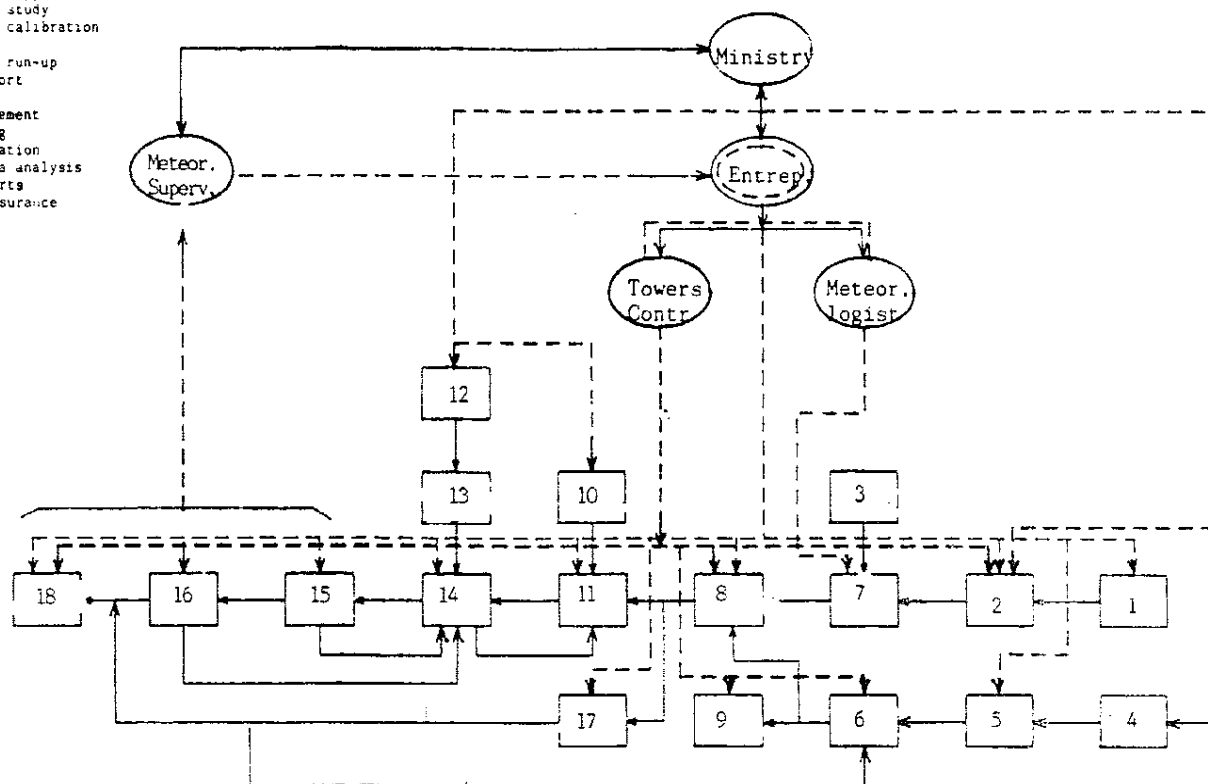 study
calibration
run-up
ort
ement
g
ation
a analysis
rts
surance
Ministry
Meteor.
Superv.
Entrep.
Towers
Contr.
Meteor.
logist
12
13
10
3
18
16
15
14
11
8
7
2
1
17
9
6
5
4